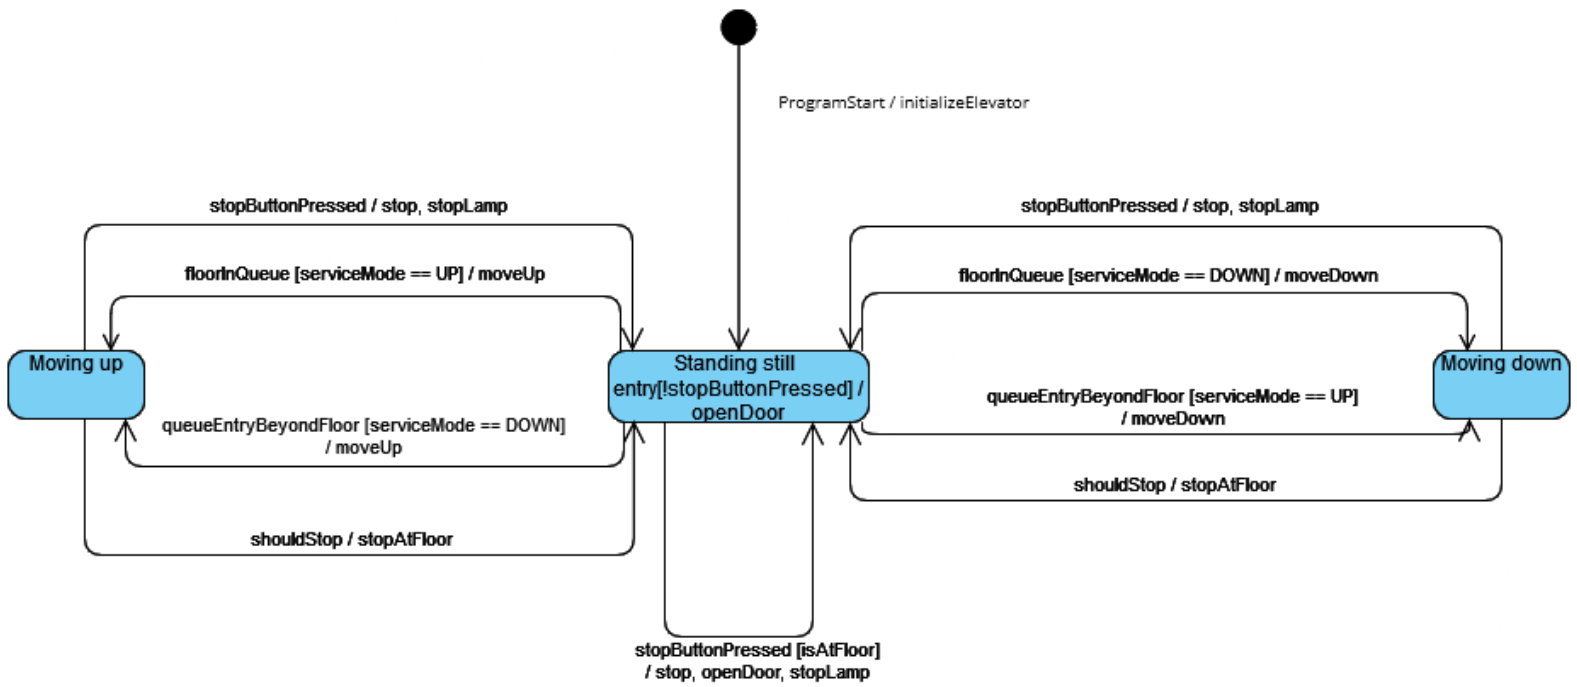 ProgramStart / initializeElevator
stopButtonPressed / stop, stopLamp
stopButtonPressed / stop, stopLamp
floorInQueue [serviceMode == UP] / moveUp
floorInQueue [serviceMode == DOWN] / moveDown
Moving up
Standing still
entry[!stopButtonPressed] /
openDoor
Moving down
queueEntryBeyondFloor [serviceMode == DOWN]
/ moveUp
queueEntryBeyondFloor [serviceMode == UP]
/ moveDown
shouldStop / stopAtFloor
shouldStop / stopAtFloor
stopButtonPressed [isAtFloor]
/ stop, openDoor, stopLamp